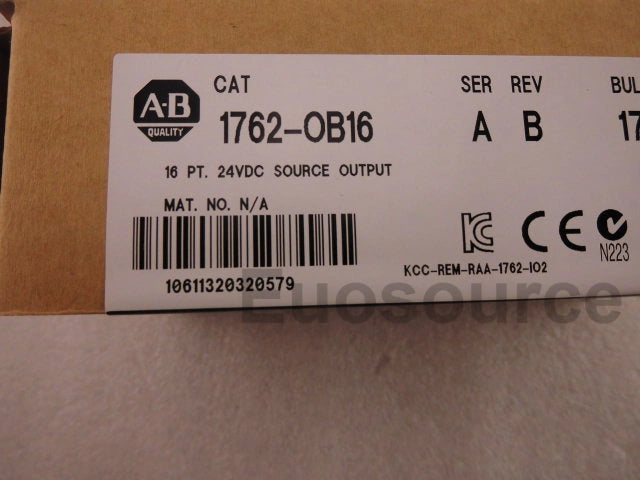 CAT SER REV BUL
A-B QUALITY
1762-OB16 A B 17
16 PT. 24VDC SOURCE OUTPUT
MAT. NO. N/A
KCC-REM-RAA-1762-IO2
N223
10611320320579
Euosource